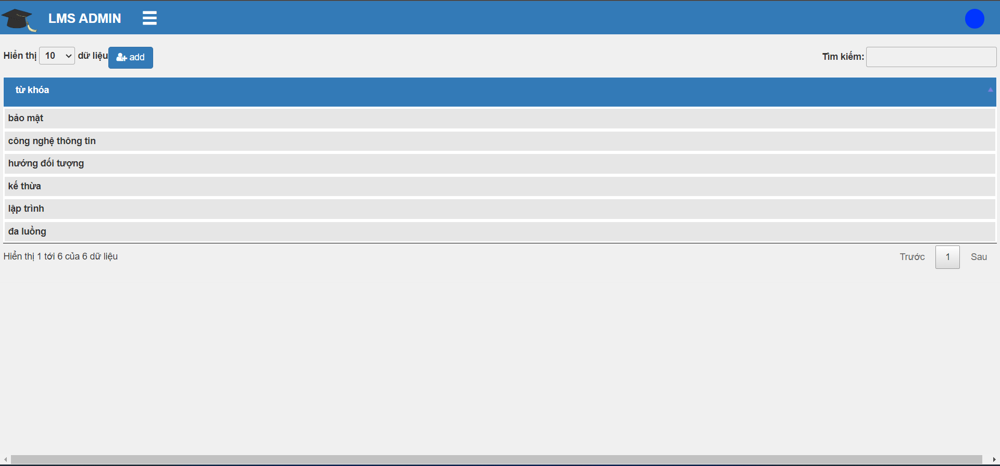 LMS ADMIN
Hiển thị 10 dữ liệu add Tìm kiếm:
từ khóa
bảo mật
công nghệ thông tin
hướng đối tượng
kế thừa
lập trình
đa luồng
Hiển thị 1 tới 6 của 6 dữ liệu Trước 1 Sau